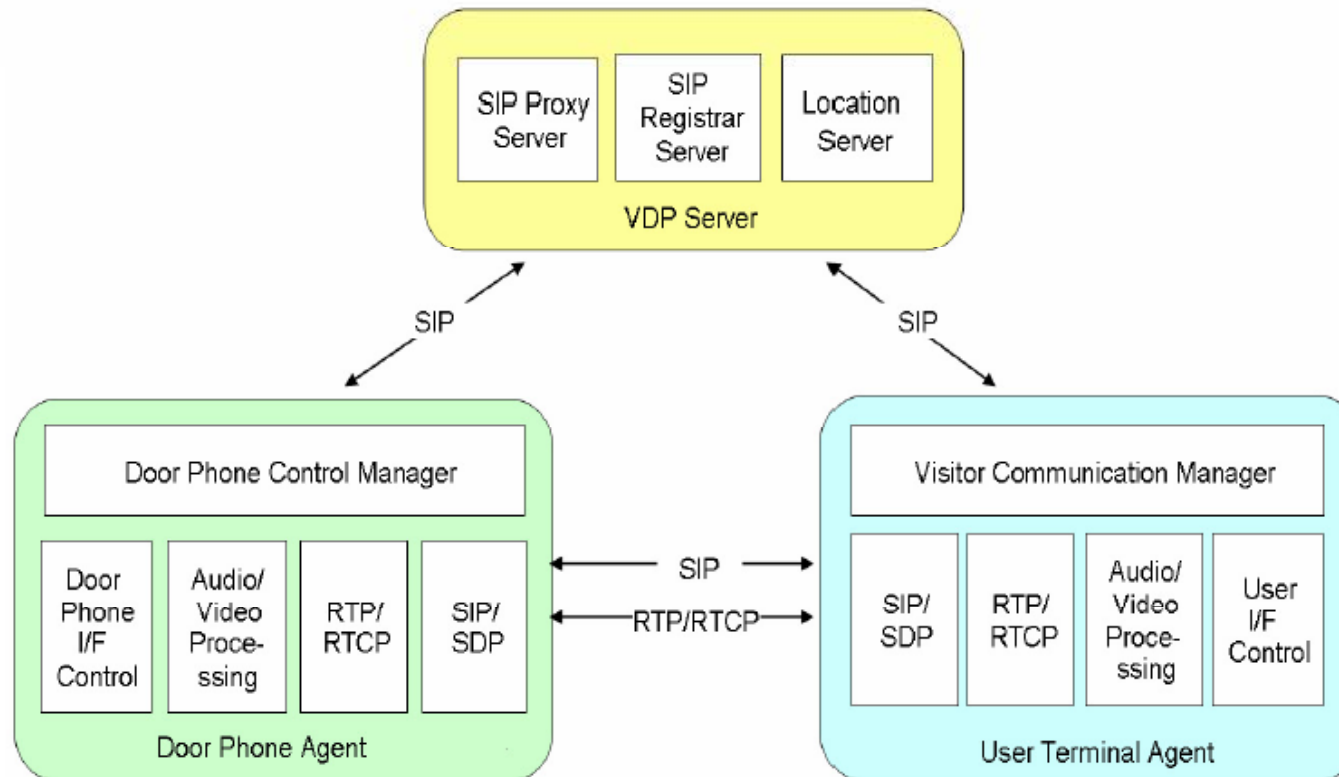 SIP Proxy
Server
SIP
Registrar
Server
Location
Server
VDP Server
SIP
SIP
Door Phone Control Manager
Door
Phone
I/F
Control
Audio/
Video
Proce-
ssing
RTP/
RTCP
SIP/
SDP
Door Phone Agent
SIP
RTP/RTCP
Visitor Communication Manager
SIP/
SDP
RTP/
RTCP
Audio/
Video
Proce-
ssing
User
I/F
Control
User Terminal Agent